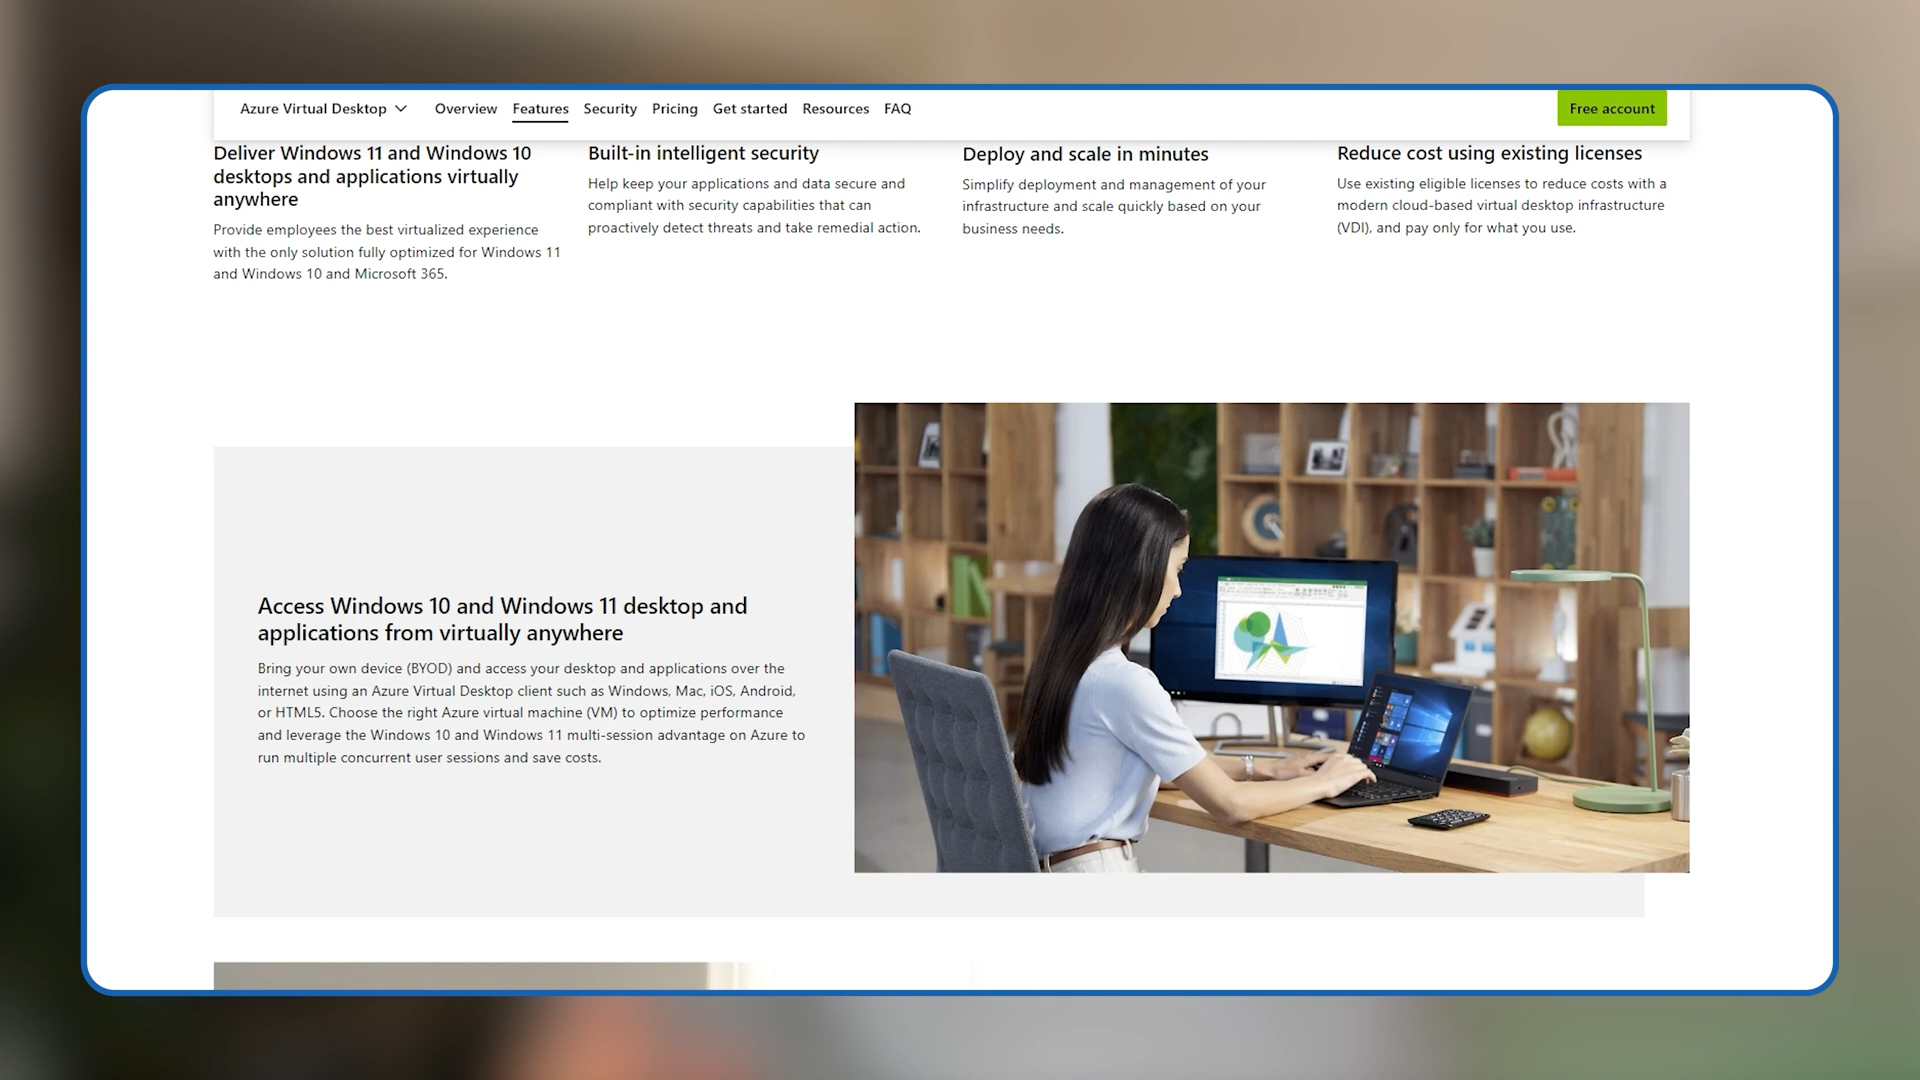 Azure Virtual Desktop Overview Features Security Pricing Get started Resources FAQ Free account
Deliver Windows 11 and Windows 10
desktops and applications virtually
anywhere
Provide employees the best virtualized experience
with the only solution fully optimized for Windows 11
and Windows 10 and Microsoft 365.
Built-in intelligent security
Help keep your applications and data secure and
compliant with security capabilities that can
proactively detect threats and take remedial action.
Deploy and scale in minutes
Simplify deployment and management of your
infrastructure and scale quickly based on your
business needs.
Reduce cost using existing licenses
Use existing eligible licenses to reduce costs with a
modern cloud-based virtual desktop infrastructure
(VDI), and pay only for what you use.
Access Windows 10 and Windows 11 desktop and
applications from virtually anywhere
Bring your own device (BYOD) and access your desktop and applications over the
internet using an Azure Virtual Desktop client such as Windows, Mac, iOS, Android,
or HTML5. Choose the right Azure virtual machine (VM) to optimize performance
and leverage the Windows 10 and Windows 11 multi-session advantage on Azure to
run multiple concurrent user sessions and save costs.